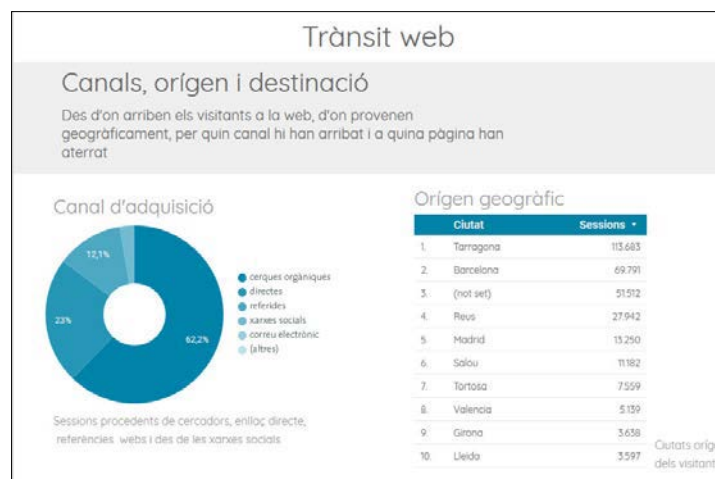 Trànsit web
Canals, orígen i destinació
Des d'on arriben els visitants a la web, d'on provenen
geogràficament, per quin canal hi han arribat i a quina pàgina han
aterrat
Canal d'adquisició
12,1%
23%
62,2%
cerques orgàniques
directes
referides
xarxes socials
correu electrònic
(altres)
Sessions procedents de cercadors, enllaç directe,
referències webs i des de les xarxes socials
Orígen geogràfic
Ciutat Sessions
1. Tarragona 113.683
2. Barcelona 69.791
3. (not set) 51.512
4. Reus 27.942
5. Madrid 13.250
6. Salou 11.182
7. Tortosa 7.559
8. Valencia 5.139
9. Girona 3.638
10. Lleida 3.597
Ciutats oríge
dels visitant